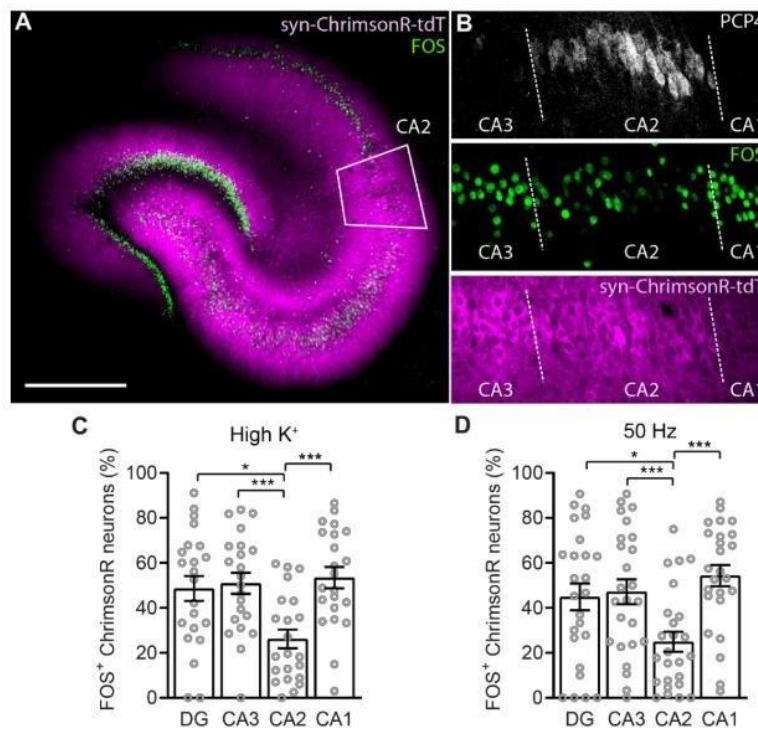 A
syn-ChrimsonR-tdT
FOS
CA2
B
PCP4
CA3
CA2
CA1
FOS
CA3
CA2
CA1
syn-ChrimsonR-tdT
CA3
CA2
CA1
C
High K⁺
FOS⁺ ChrimsonR neurons (%)
100
80
60
40
20
0
*
***
***
DG CA3 CA2 CA1
D
50 Hz
FOS⁺ ChrimsonR neurons (%)
100
80
60
40
20
0
*
***
***
DG CA3 CA2 CA1